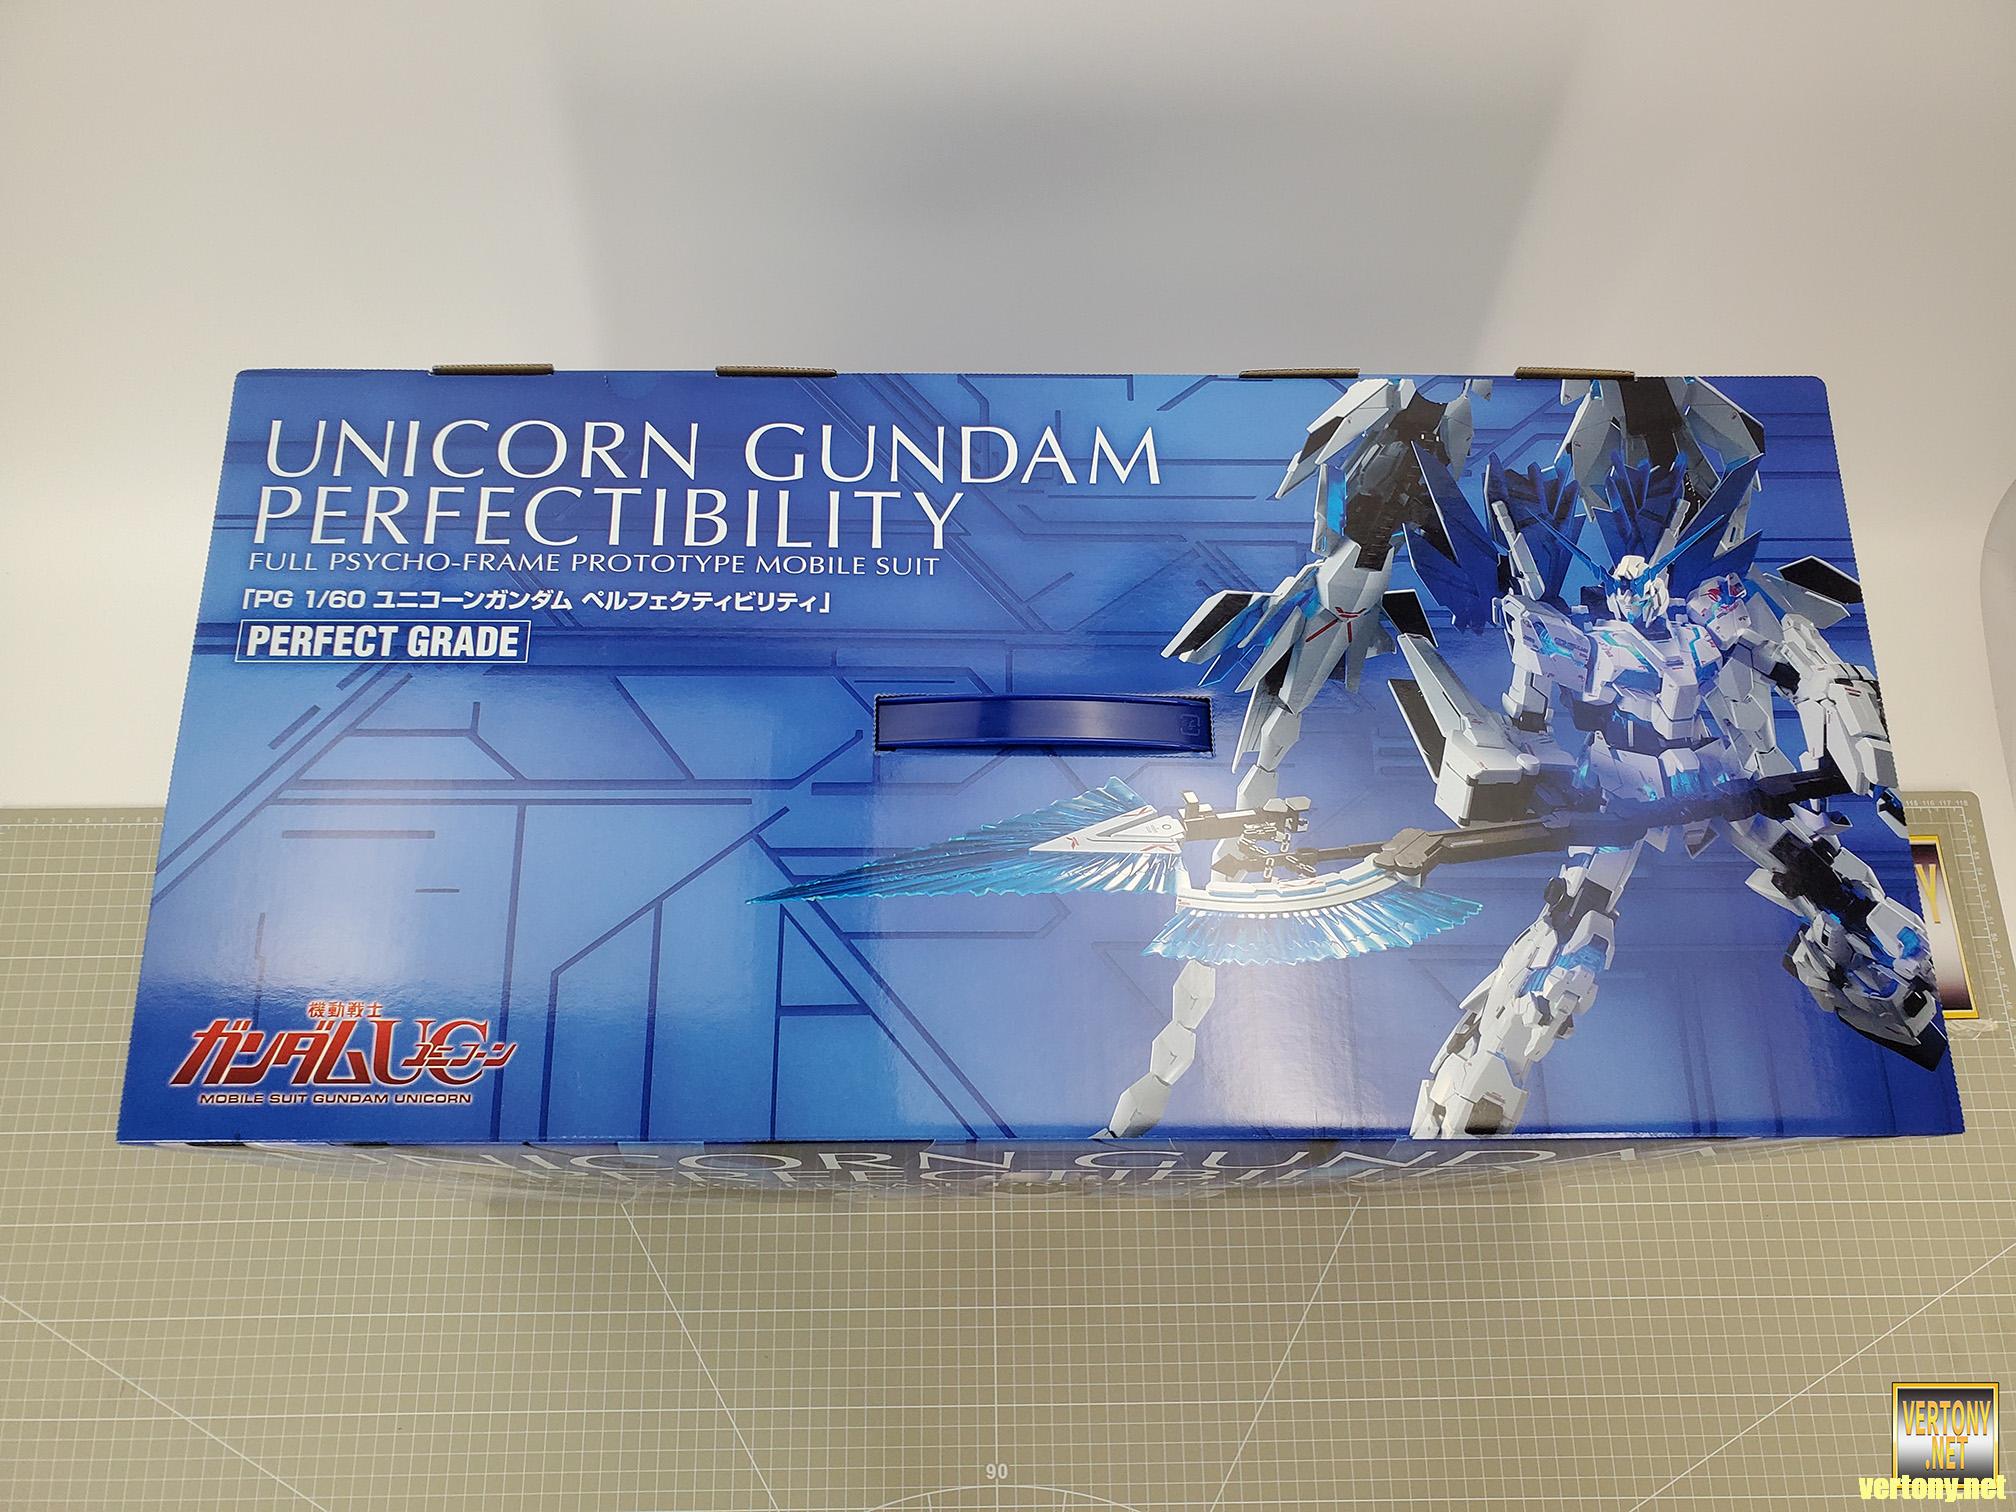 UNICORN GUNDAM
PERFECTIBILITY
FULL PSYCHO-FRAME PROTOTYPE MOBILE SUIT
「PG 1/60 ユニコーンガンダム ペルフェクティビリティ」
PERFECT GRADE
機動戦士
ガンダムUC
ユニコーン
MOBILE SUIT GUNDAM UNICORN
UNICORN GUNDAM
PERFECTIBILITY
90
VERTONY
.NET
vertony.net